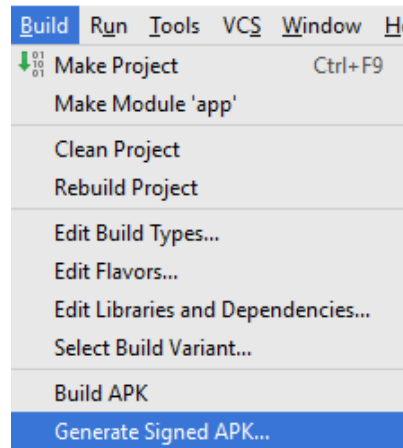 Build Run Tools VCS Window
Make Project Ctrl+F9
Make Module 'app'
Clean Project
Rebuild Project
Edit Build Types...
Edit Flavors...
Edit Libraries and Dependencies...
Select Build Variant...
Build APK
Generate Signed APK...